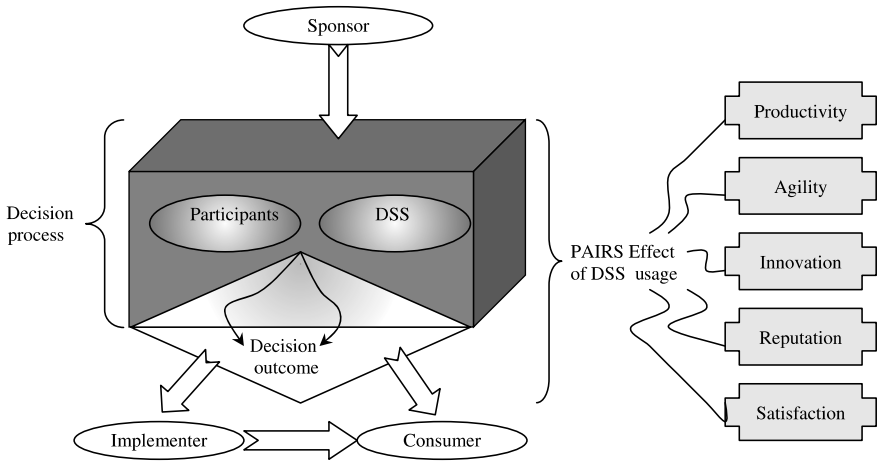 Sponsor
Decision
process
Participants
DSS
Decision
outcome
Implementer
Consumer
PAIRS Effect
of DSS usage
Productivity
Agility
Innovation
Reputation
Satisfaction